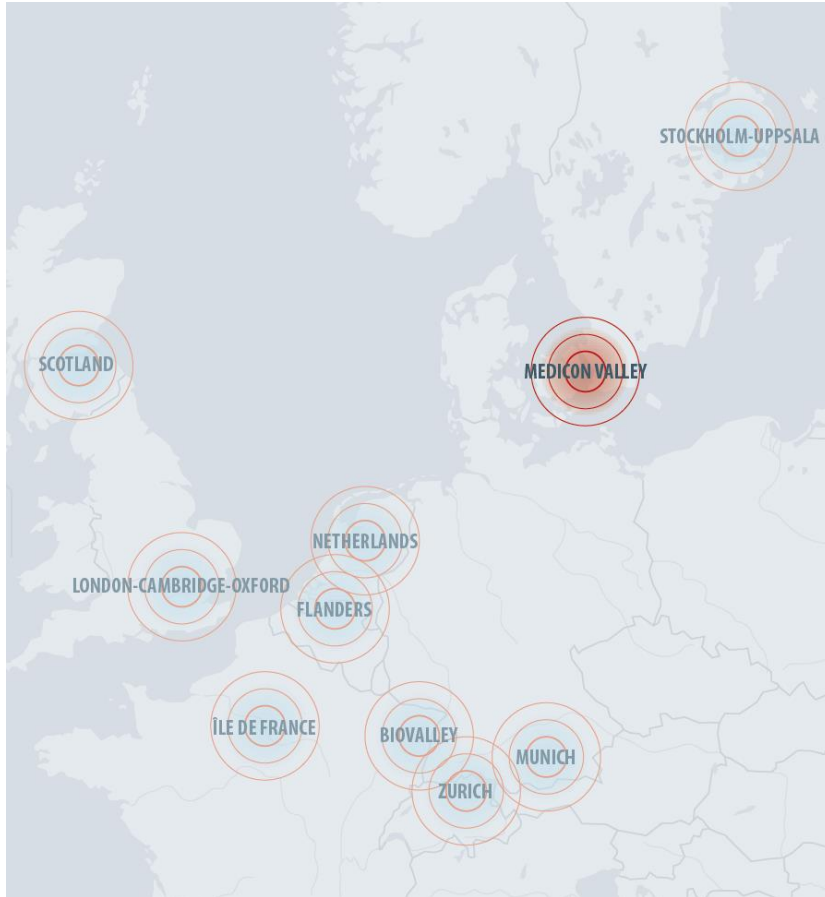 STOCKHOLM-UPPSALA
SCOTLAND
MEDICON VALLEY
NETHERLANDS
LONDON-CAMBRIDGE-OXFORD
FLANDERS
ÎLE DE FRANCE
BIOVALLEY
MUNICH
ZURICH